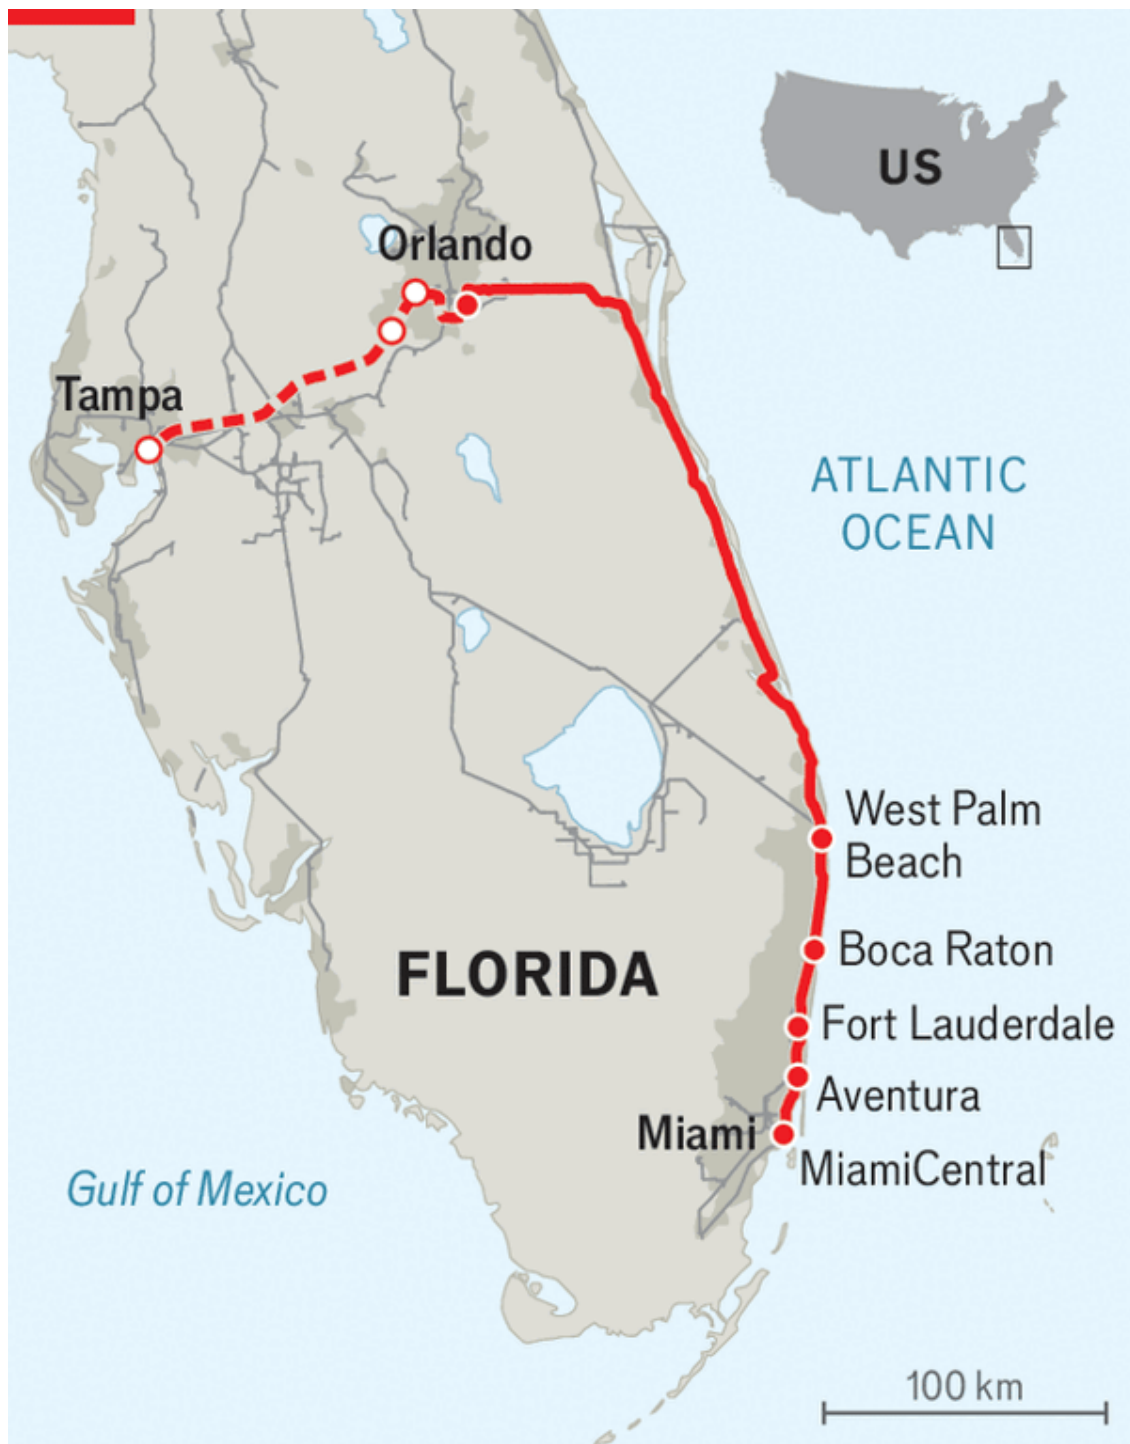 US
Orlando
Tampa
ATLANTIC
OCEAN
West Palm
Beach
Boca Raton
FLORIDA
Fort Lauderdale
Aventura
Miami
MiamiCentral
Gulf of Mexico
100 km